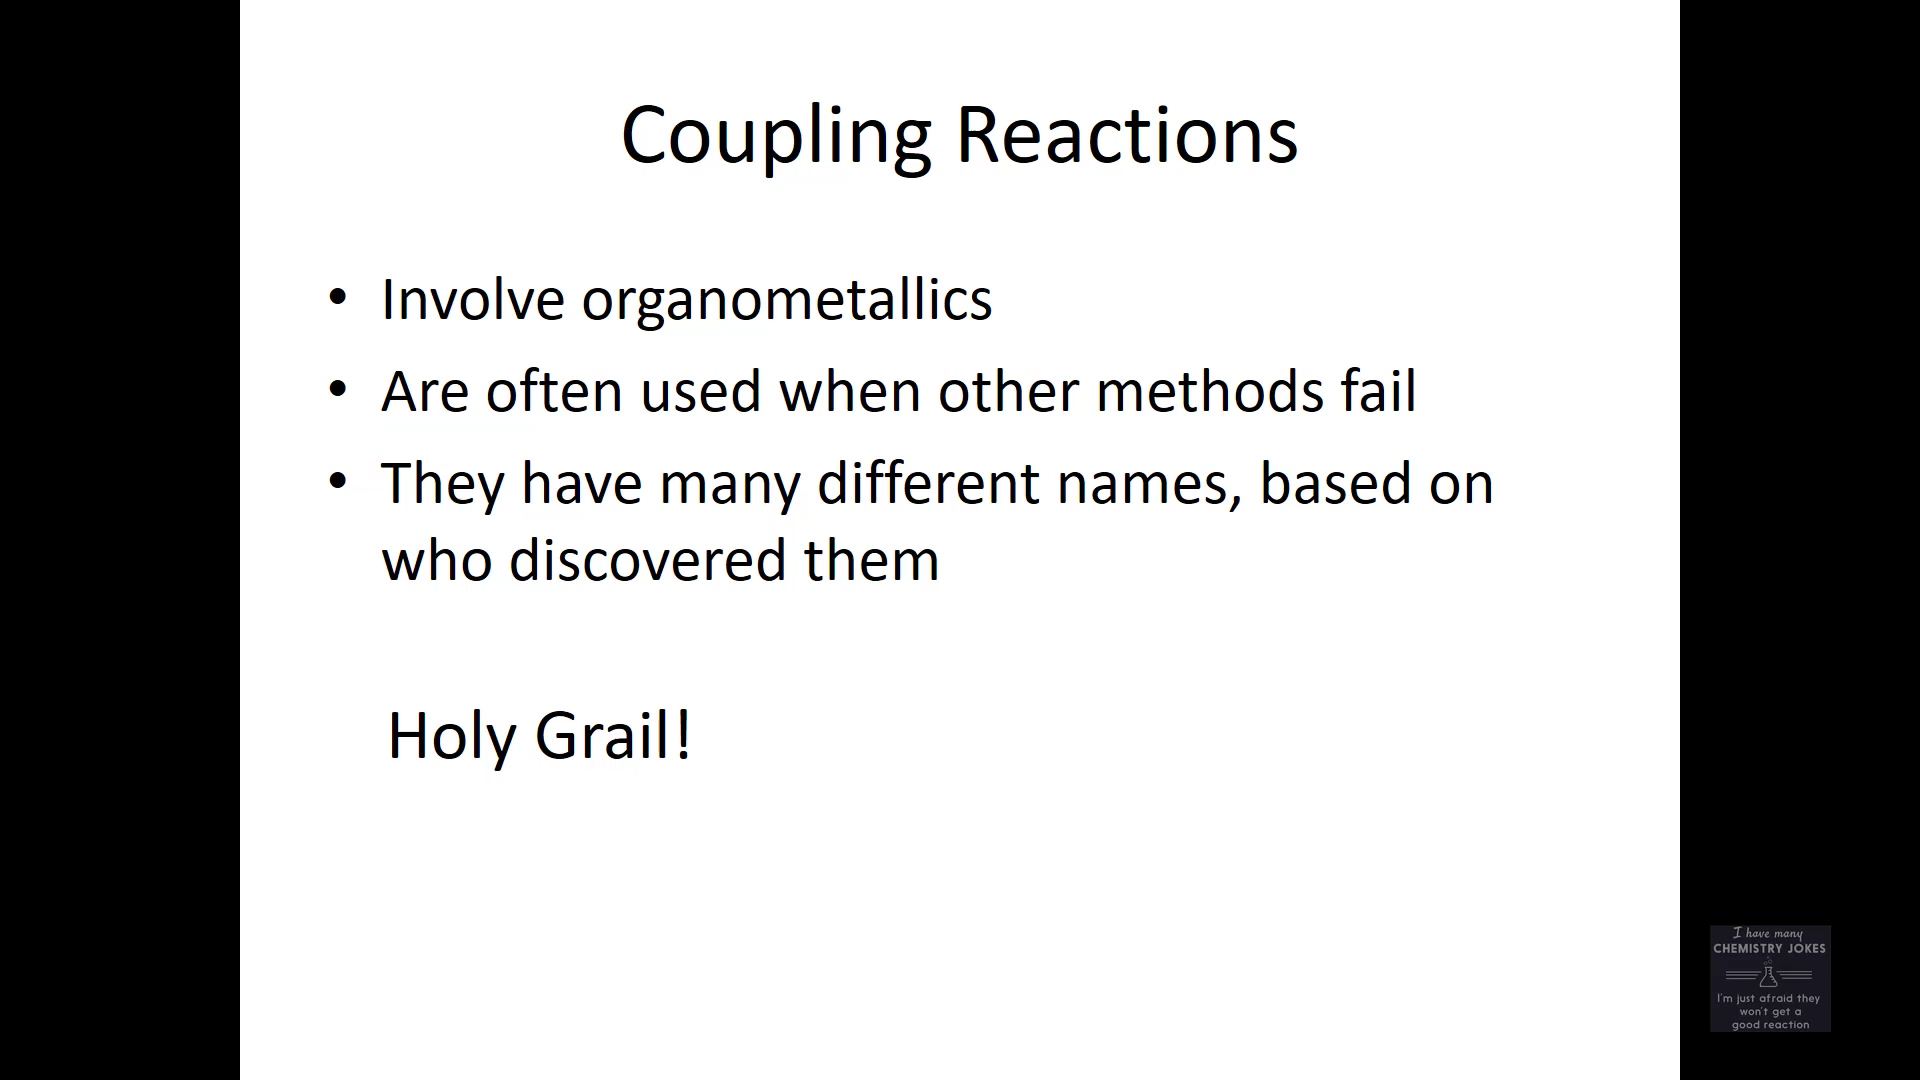 Coupling Reactions
• Involve organometallics
• Are often used when other methods fail
• They have many different names, based on
who discovered them
Holy Grail!
I have many
CHEMISTRY JOKES
I'm just afraid they
won't get a
good reaction